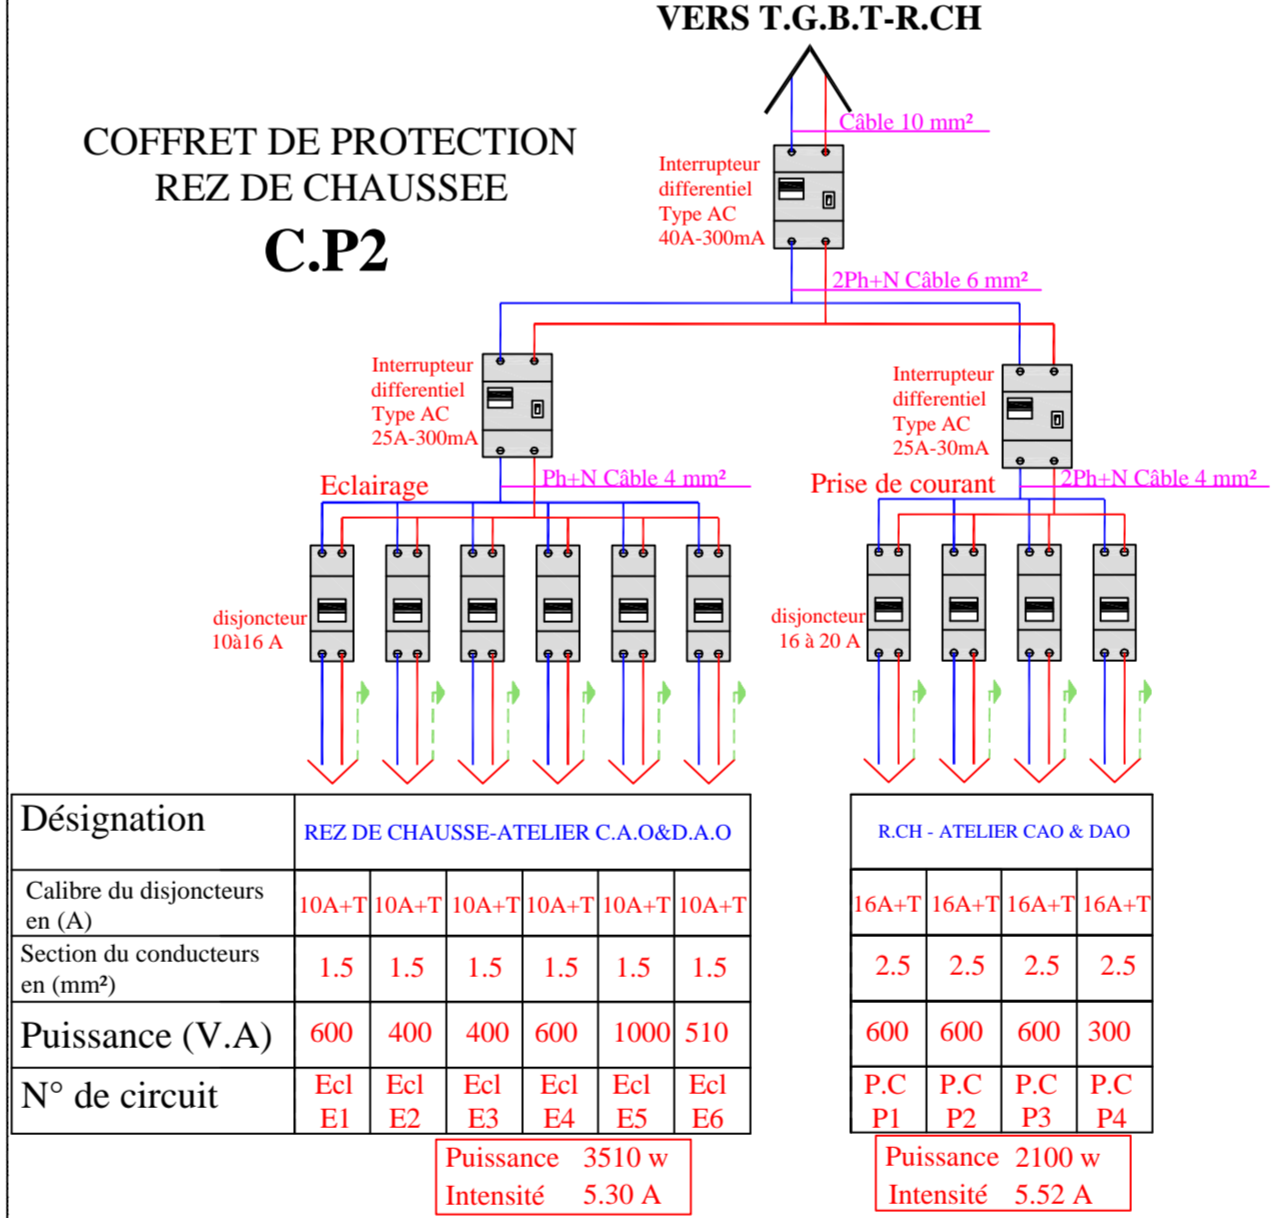 VERS T.G.B.T-R.CH
Câble 10 mm²
COFFRET DE PROTECTION
REZ DE CHAUSSEE
C.P2
Interrupteur
differentiel
Type AC
40A-300mA
2Ph+N Câble 6 mm²
Interrupteur
differentiel
Type AC
25A-300mA
Interrupteur
differentiel
Type AC
25A-30mA
Eclairage
Ph+N Câble 4 mm²
Prise de courant
2Ph+N Câble 4 mm²
disjoncteur
10à16 A
disjoncteur
16 à 20 A
Désignation
REZ DE CHAUSSE-ATELIER C.A.O&D.A.O
R.CH - ATELIER CAO & DAO
Calibre du disjoncteurs
en (A)
10A+T 10A+T 10A+T 10A+T 10A+T 10A+T
16A+T 16A+T 16A+T 16A+T
Section du conducteurs
en (mm²)
1.5 1.5 1.5 1.5 1.5 1.5
2.5 2.5 2.5 2.5
Puissance (V.A)
600 400 400 600 1000 510
600 600 600 300
N° de circuit
Ecl Ecl Ecl Ecl Ecl Ecl
E1 E2 E3 E4 E5 E6
P.C P.C P.C P.C
P1 P2 P3 P4
Puissance 3510 w
Intensité 5.30 A
Puissance 2100 w
Intensité 5.52 A